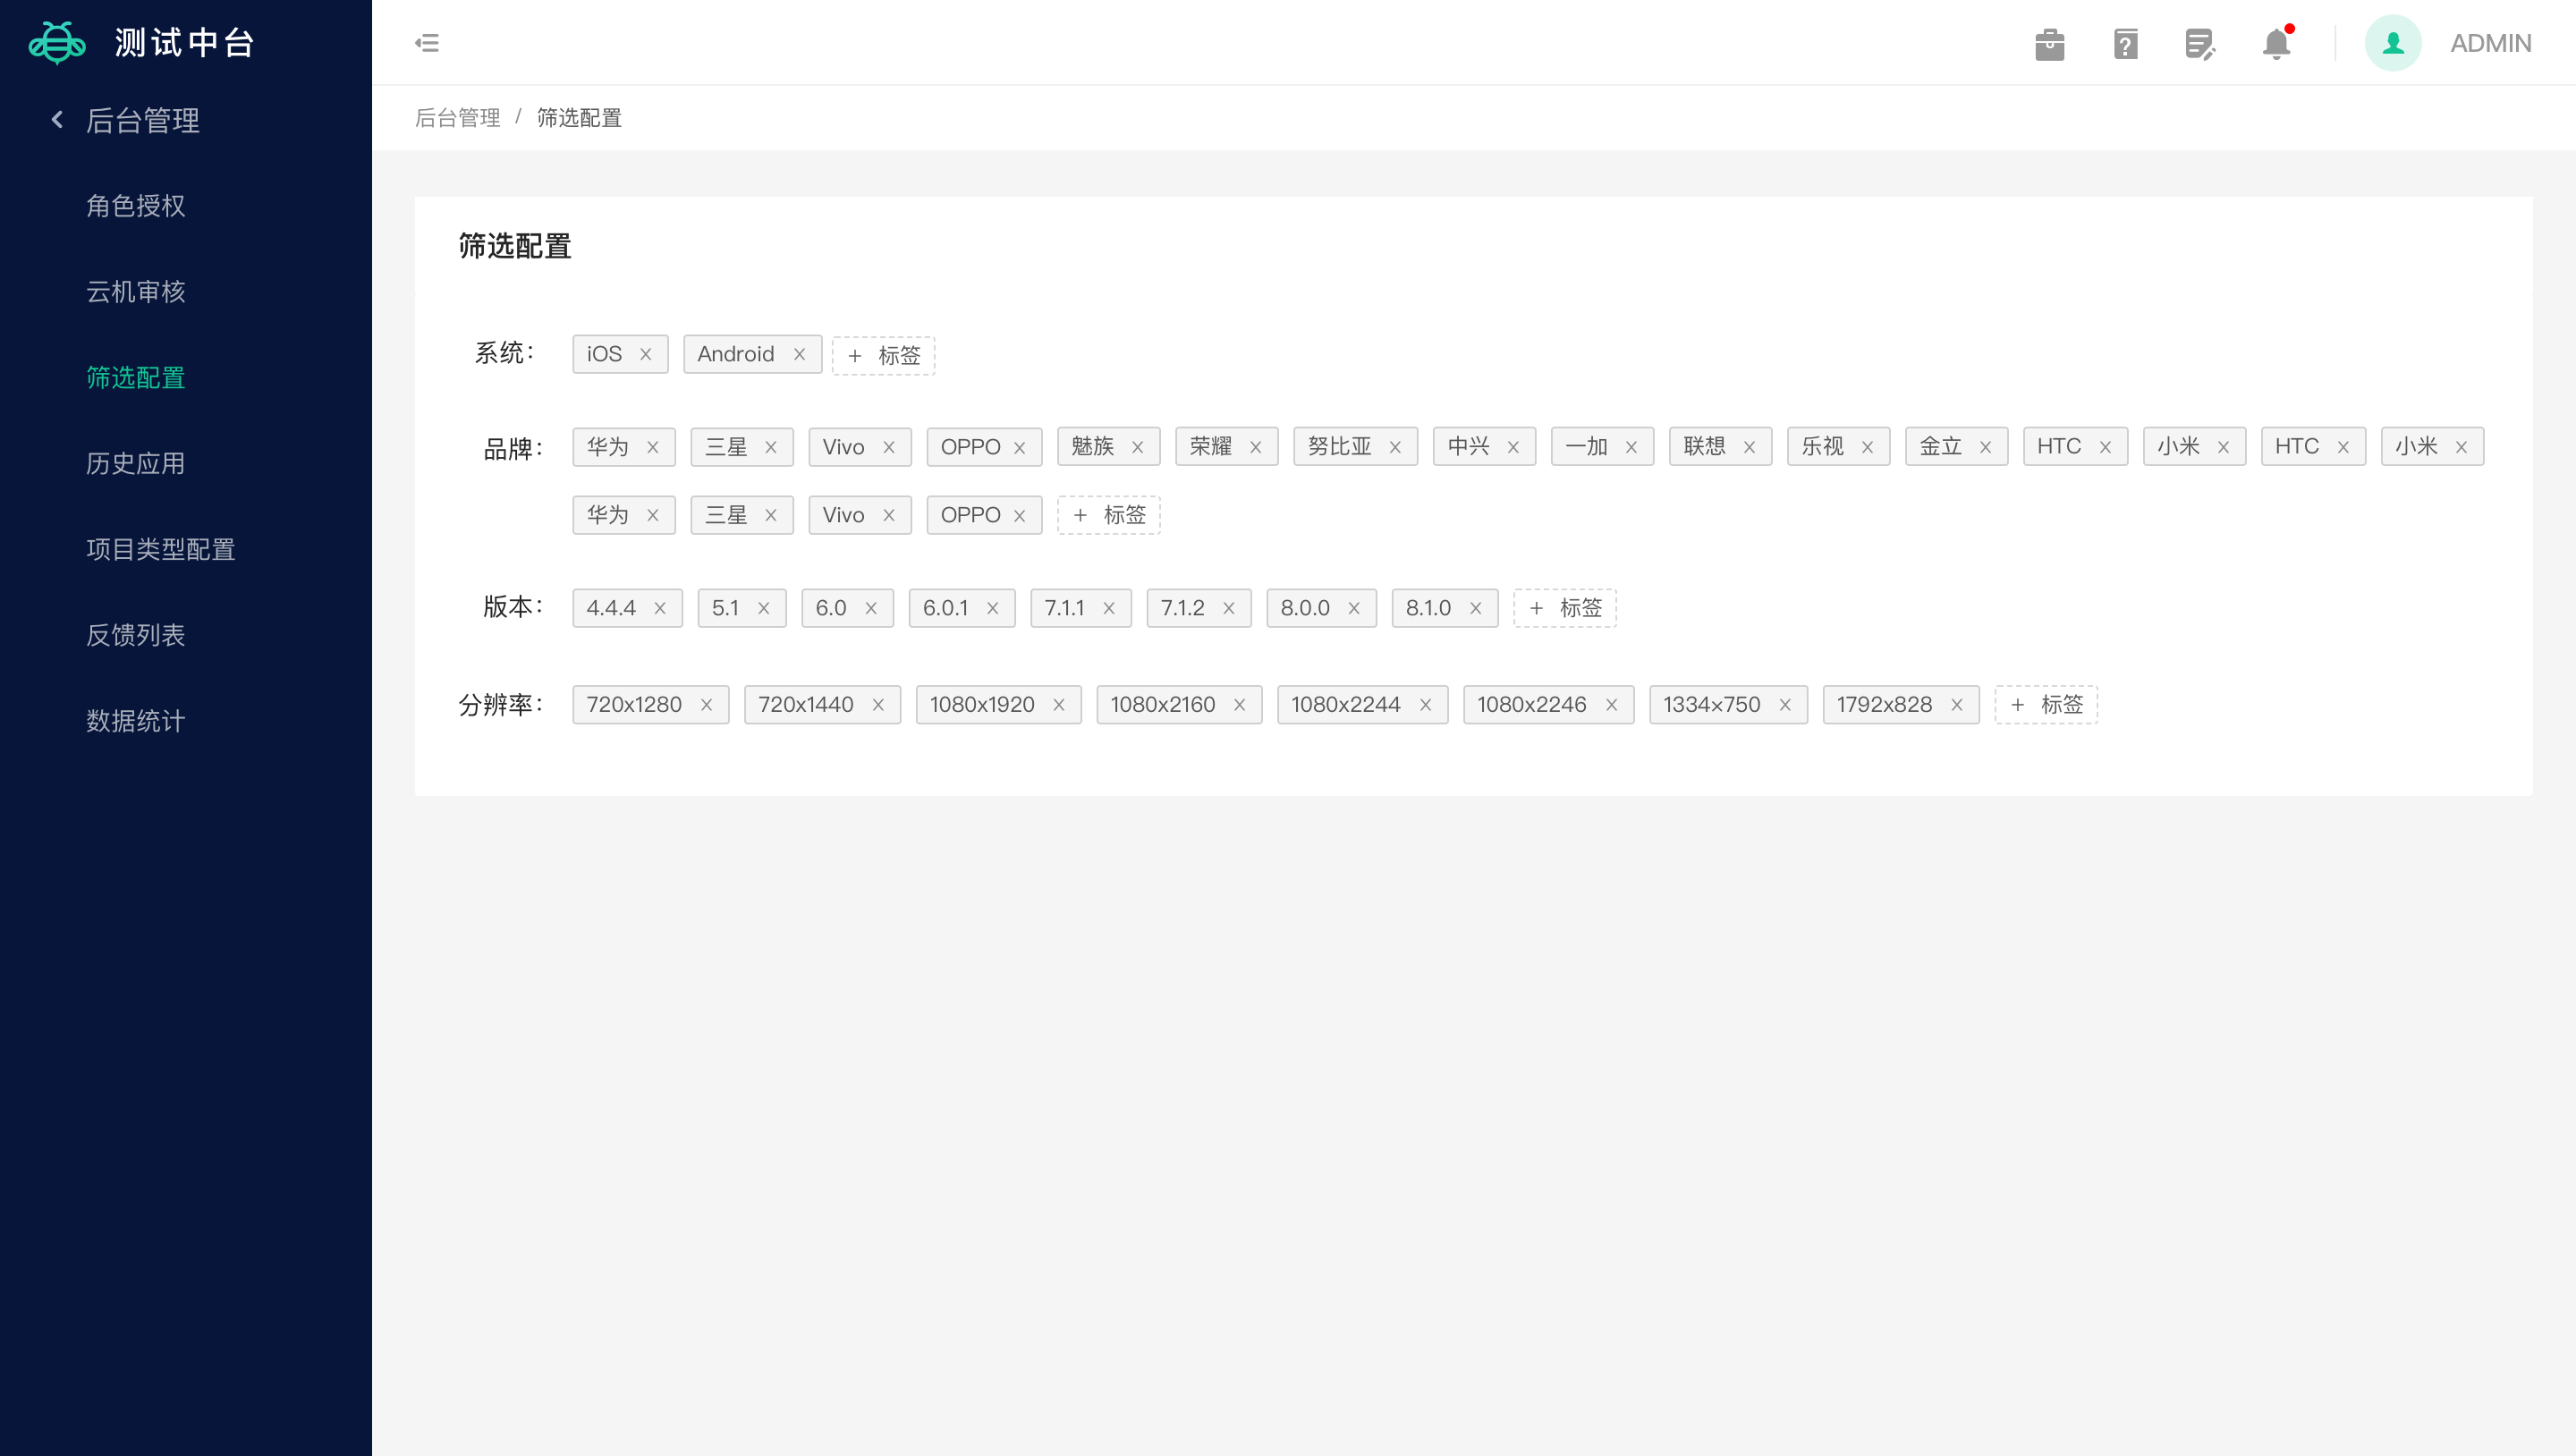 测试中台
ADMIN
后台管理
后台管理 / 筛选配置
角色授权
云机审核
筛选配置
历史应用
项目类型配置
反馈列表
数据统计
筛选配置
系统： iOS × Android × + 标签
品牌： 华为 × 三星 × Vivo × OPPO × 魅族 × 荣耀 × 努比亚 × 中兴 × 一加 × 联想 × 乐视 × 金立 × HTC × 小米 × HTC × 小米 ×
华为 × 三星 × Vivo × OPPO × + 标签
版本： 4.4.4 × 5.1 × 6.0 × 6.0.1 × 7.1.1 × 7.1.2 × 8.0.0 × 8.1.0 × + 标签
分辨率： 720x1280 × 720x1440 × 1080x1920 × 1080x2160 × 1080x2244 × 1080x2246 × 1334×750 × 1792x828 × + 标签